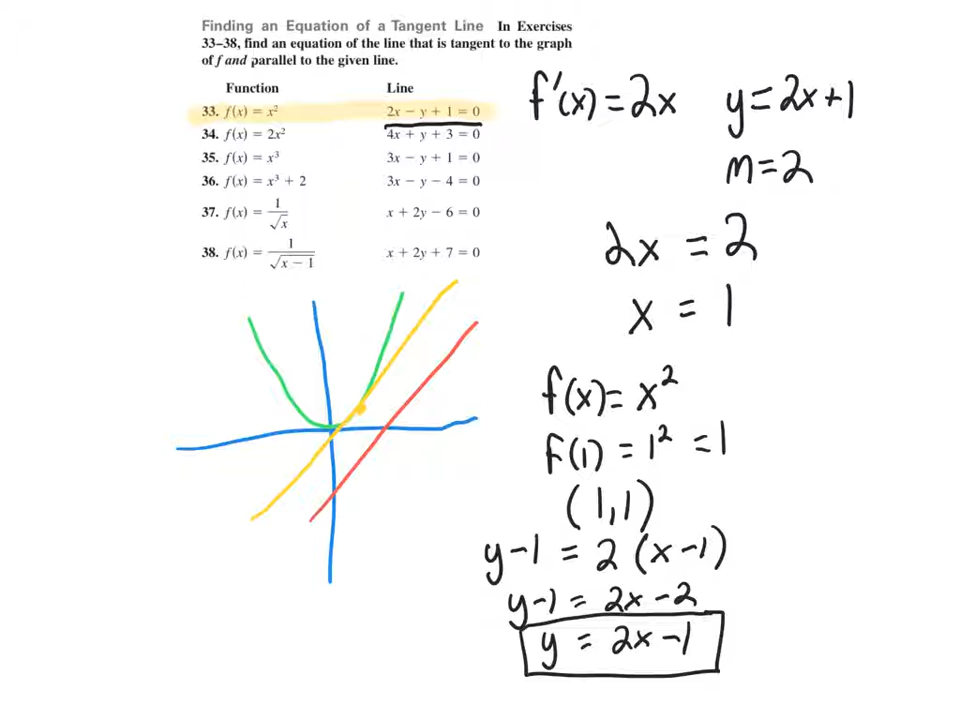 Finding an Equation of a Tangent Line In Exercises
33–38, find an equation of the line that is tangent to the graph
of f and parallel to the given line.
Function Line
33. f(x) = x² 2x − y + 1 = 0
34. f(x) = 2x² 4x + y + 3 = 0
35. f(x) = x³ 3x − y + 1 = 0
36. f(x) = x³ + 2 3x − y − 4 = 0
37. f(x) = 1/√x x + 2y − 6 = 0
38. f(x) = 1/√(x − 1) x + 2y + 7 = 0
f'(x) = 2x y = 2x + 1
m = 2
2x = 2
x = 1
f(x) = x²
f(1) = 1² = 1
(1,1)
y − 1 = 2 (x − 1)
y − 1 = 2x − 2
y = 2x − 1